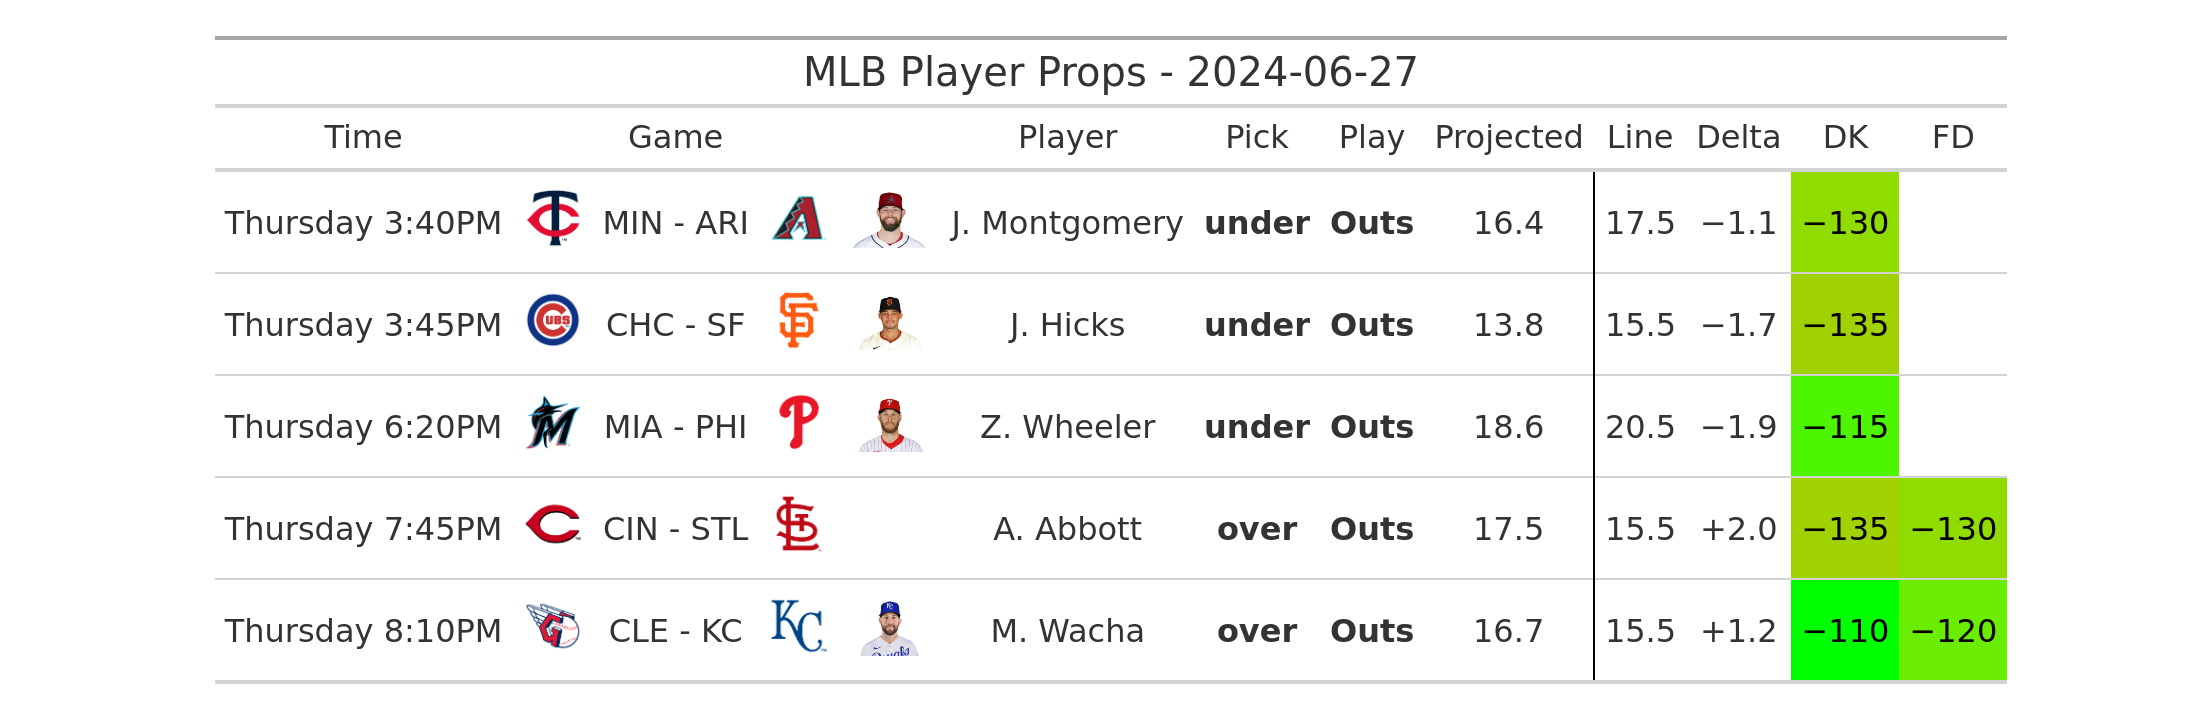 MLB Player Props - 2024-06-27
Time Game Player Pick Play Projected Line Delta DK FD
Thursday 3:40PM MIN - ARI J. Montgomery under Outs 16.4 17.5 −1.1 −130
Thursday 3:45PM CHC - SF J. Hicks under Outs 13.8 15.5 −1.7 −135
Thursday 6:20PM MIA - PHI Z. Wheeler under Outs 18.6 20.5 −1.9 −115
Thursday 7:45PM CIN - STL A. Abbott over Outs 17.5 15.5 +2.0 −135 −130
Thursday 8:10PM CLE - KC M. Wacha over Outs 16.7 15.5 +1.2 −110 −120